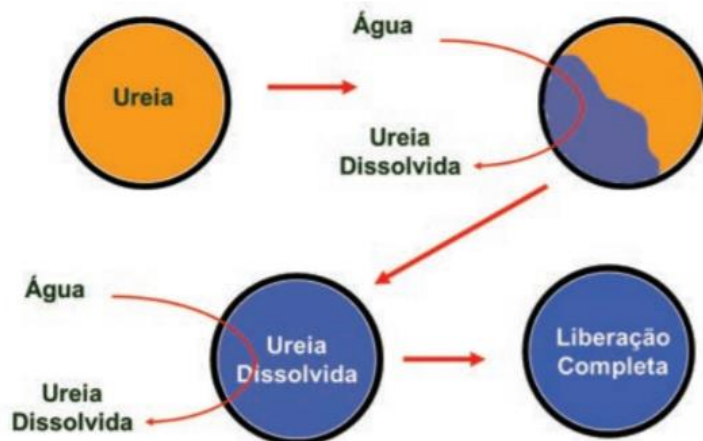 Ureia
Água
Ureia
Dissolvida
Água
Ureia
Dissolvida
Ureia
Dissolvida
Liberação
Completa